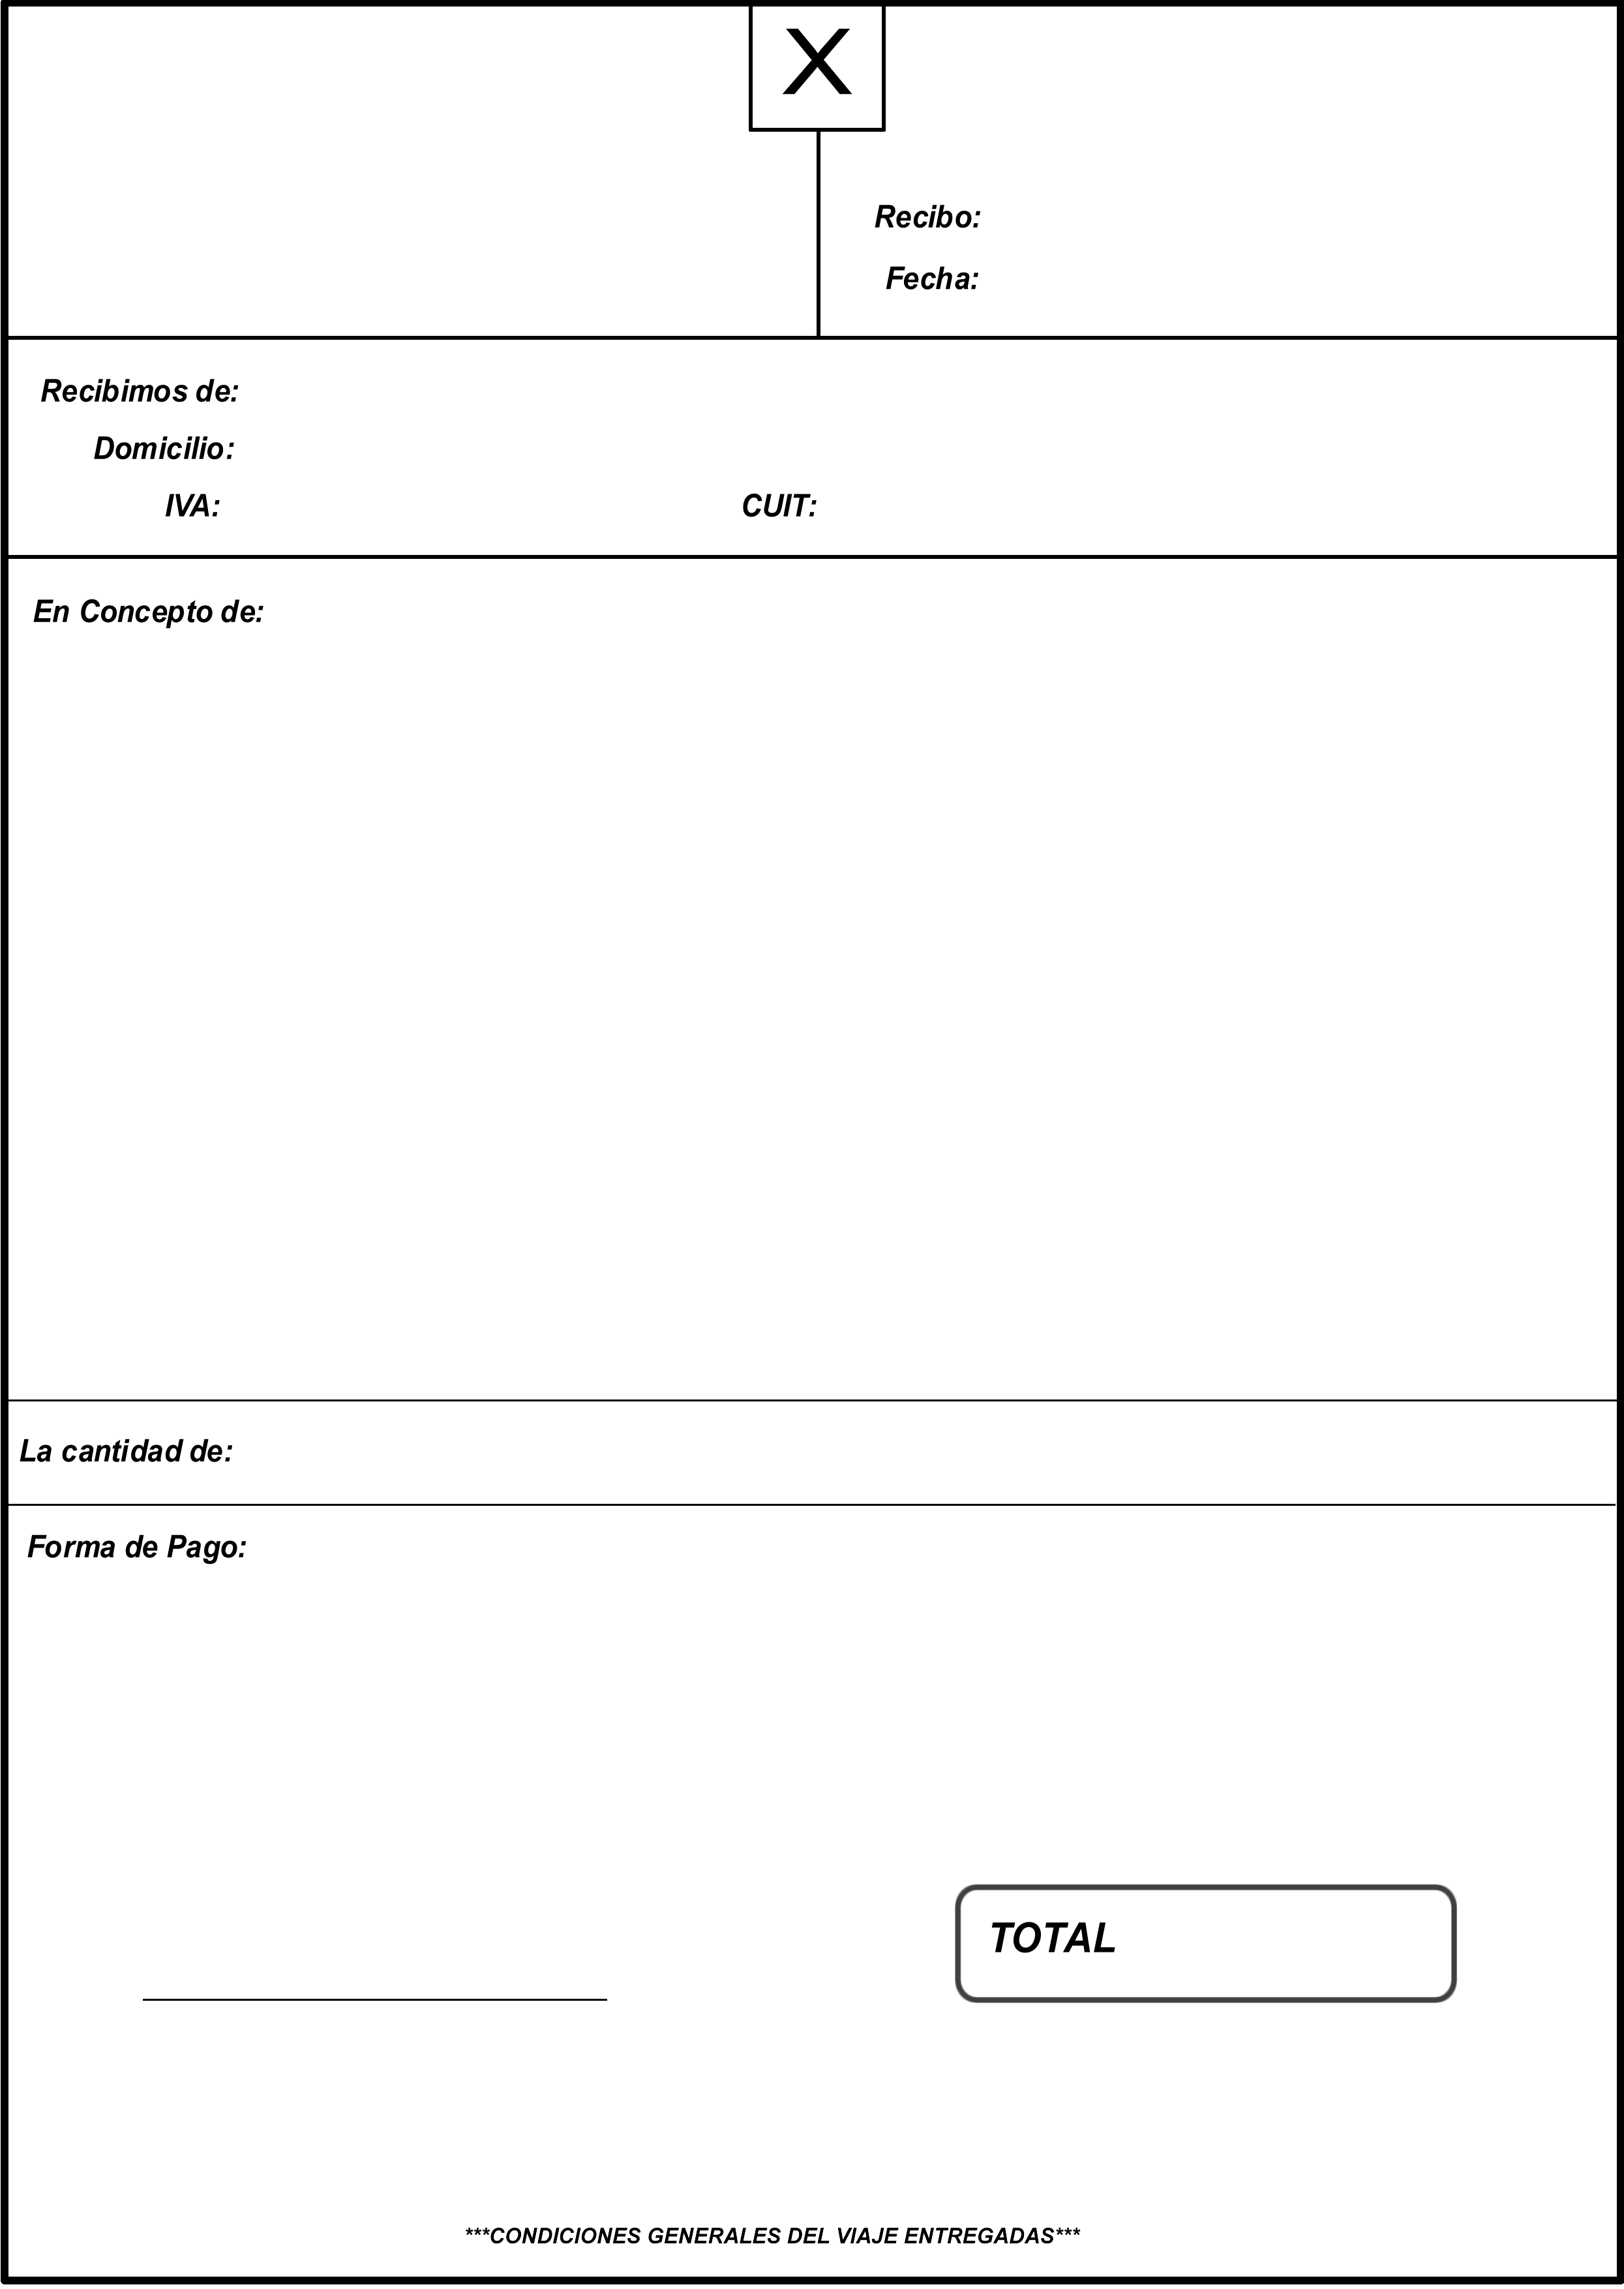 X
Recibo:
Fecha:
Recibimos de:
Domicilio:
IVA: CUIT:
En Concepto de:
La cantidad de:
Forma de Pago:
TOTAL
***CONDICIONES GENERALES DEL VIAJE ENTREGADAS***